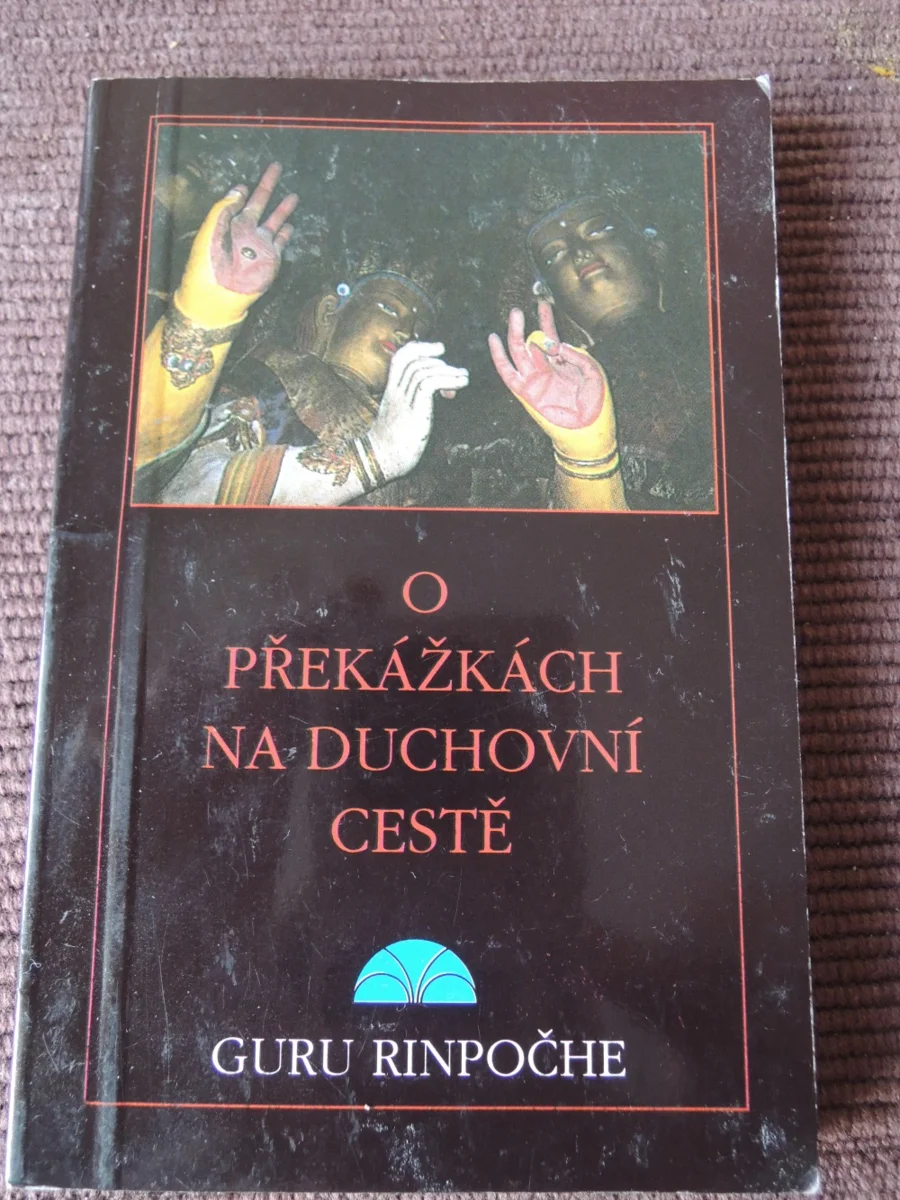 O
PŘEKÁŽKÁCH
NA DUCHOVNÍ
CESTĚ
GURU RINPOČHE